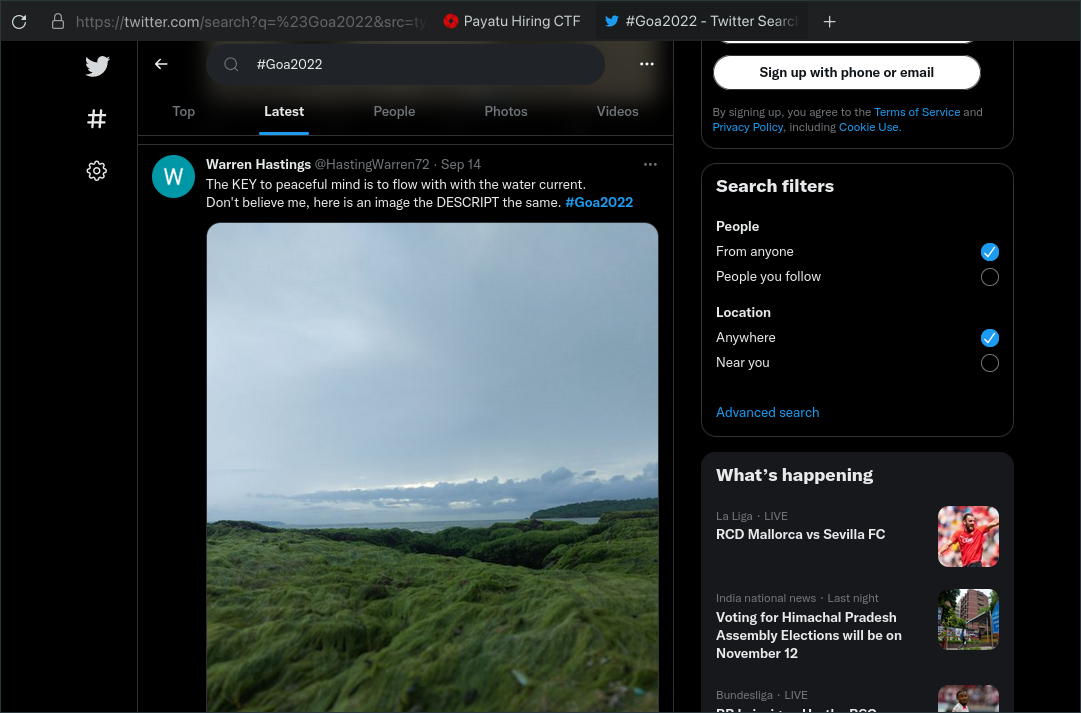 https://twitter.com/search?q=%23Goa2022&src=ty
Payatu Hiring CTF
#Goa2022 - Twitter Search
#Goa2022
Top
Latest
People
Photos
Videos
W
Warren Hastings @HastingWarren72 · Sep 14
The KEY to peaceful mind is to flow with with the water current.
Don't believe me, here is an image the DESCRIPT the same. #Goa2022
Sign up with phone or email
By signing up, you agree to the Terms of Service and
Privacy Policy, including Cookie Use.
Search filters
People
From anyone
People you follow
Location
Anywhere
Near you
Advanced search
What's happening
La Liga · LIVE
RCD Mallorca vs Sevilla FC
India national news · Last night
Voting for Himachal Pradesh
Assembly Elections will be on
November 12
Bundesliga · LIVE